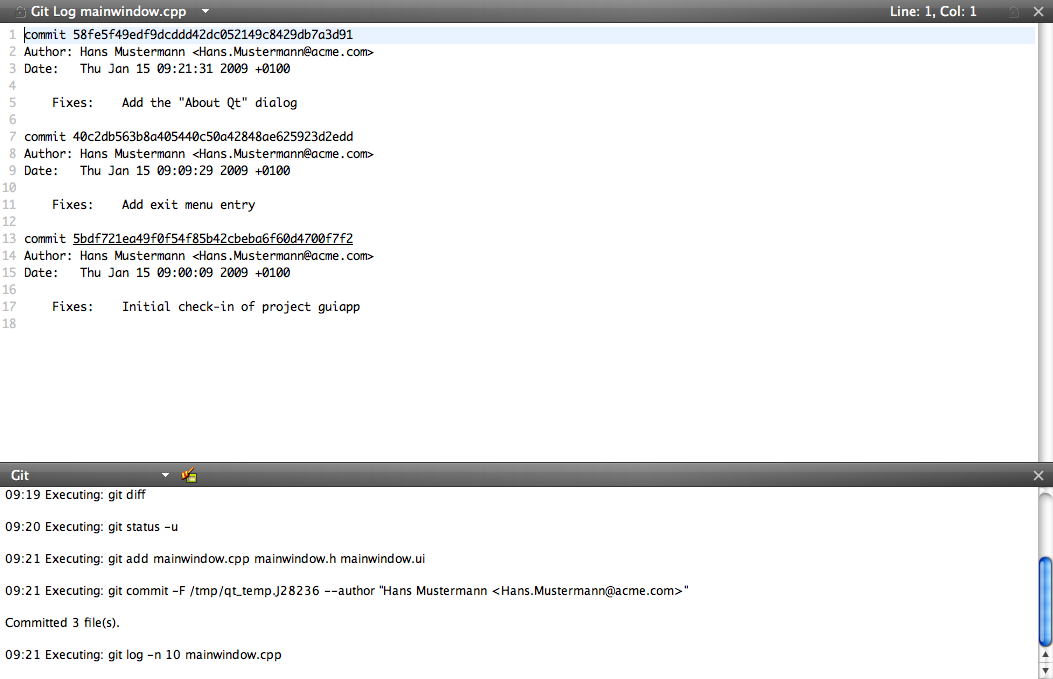 Git Log mainwindow.cpp Line: 1, Col: 1
1 commit 58fe5f49edf9dcddd42dc052149c8429db7a3d91
2 Author: Hans Mustermann <Hans.Mustermann@acme.com>
3 Date:   Thu Jan 15 09:21:31 2009 +0100
4
5     Fixes:    Add the "About Qt" dialog
6
7 commit 40c2db563b8a405440c50a42848ae625923d2edd
8 Author: Hans Mustermann <Hans.Mustermann@acme.com>
9 Date:   Thu Jan 15 09:09:29 2009 +0100
10
11     Fixes:    Add exit menu entry
12
13 commit 5bdf721ea49f0f54f85b42cbeba6f60d4700f7f2
14 Author: Hans Mustermann <Hans.Mustermann@acme.com>
15 Date:   Thu Jan 15 09:00:09 2009 +0100
16
17     Fixes:    Initial check-in of project guiapp
18
Git
09:19 Executing: git diff
09:20 Executing: git status -u
09:21 Executing: git add mainwindow.cpp mainwindow.h mainwindow.ui
09:21 Executing: git commit -F /tmp/qt_temp.J28236 --author "Hans Mustermann <Hans.Mustermann@acme.com>"
Committed 3 file(s).
09:21 Executing: git log -n 10 mainwindow.cpp